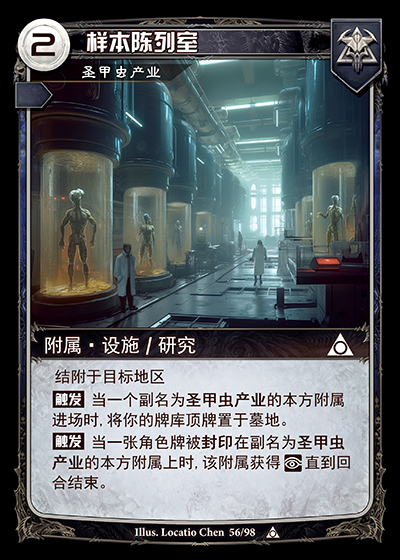 2 样本陈列室
圣甲虫产业
附属·设施 / 研究
结附于目标地区
触发 当一个副名为圣甲虫产业的本方附属
进场时, 将你的牌库顶牌置于墓地。
触发 当一张角色牌被封印在副名为圣甲虫
产业的本方附属上时, 该附属获得 直到回
合结束。
Illus. Locatio Chen 56/98